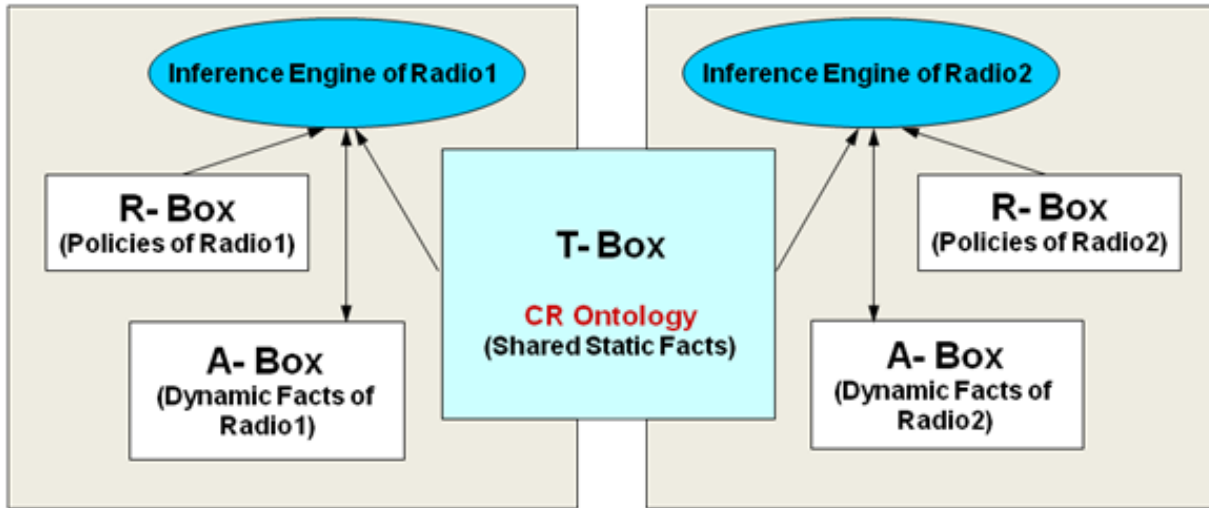 Inference Engine of Radio1
Inference Engine of Radio2
R- Box
(Policies of Radio1)
A- Box
(Dynamic Facts of
Radio1)
T- Box
CR Ontology
(Shared Static Facts)
R- Box
(Policies of Radio2)
A- Box
(Dynamic Facts of
Radio2)